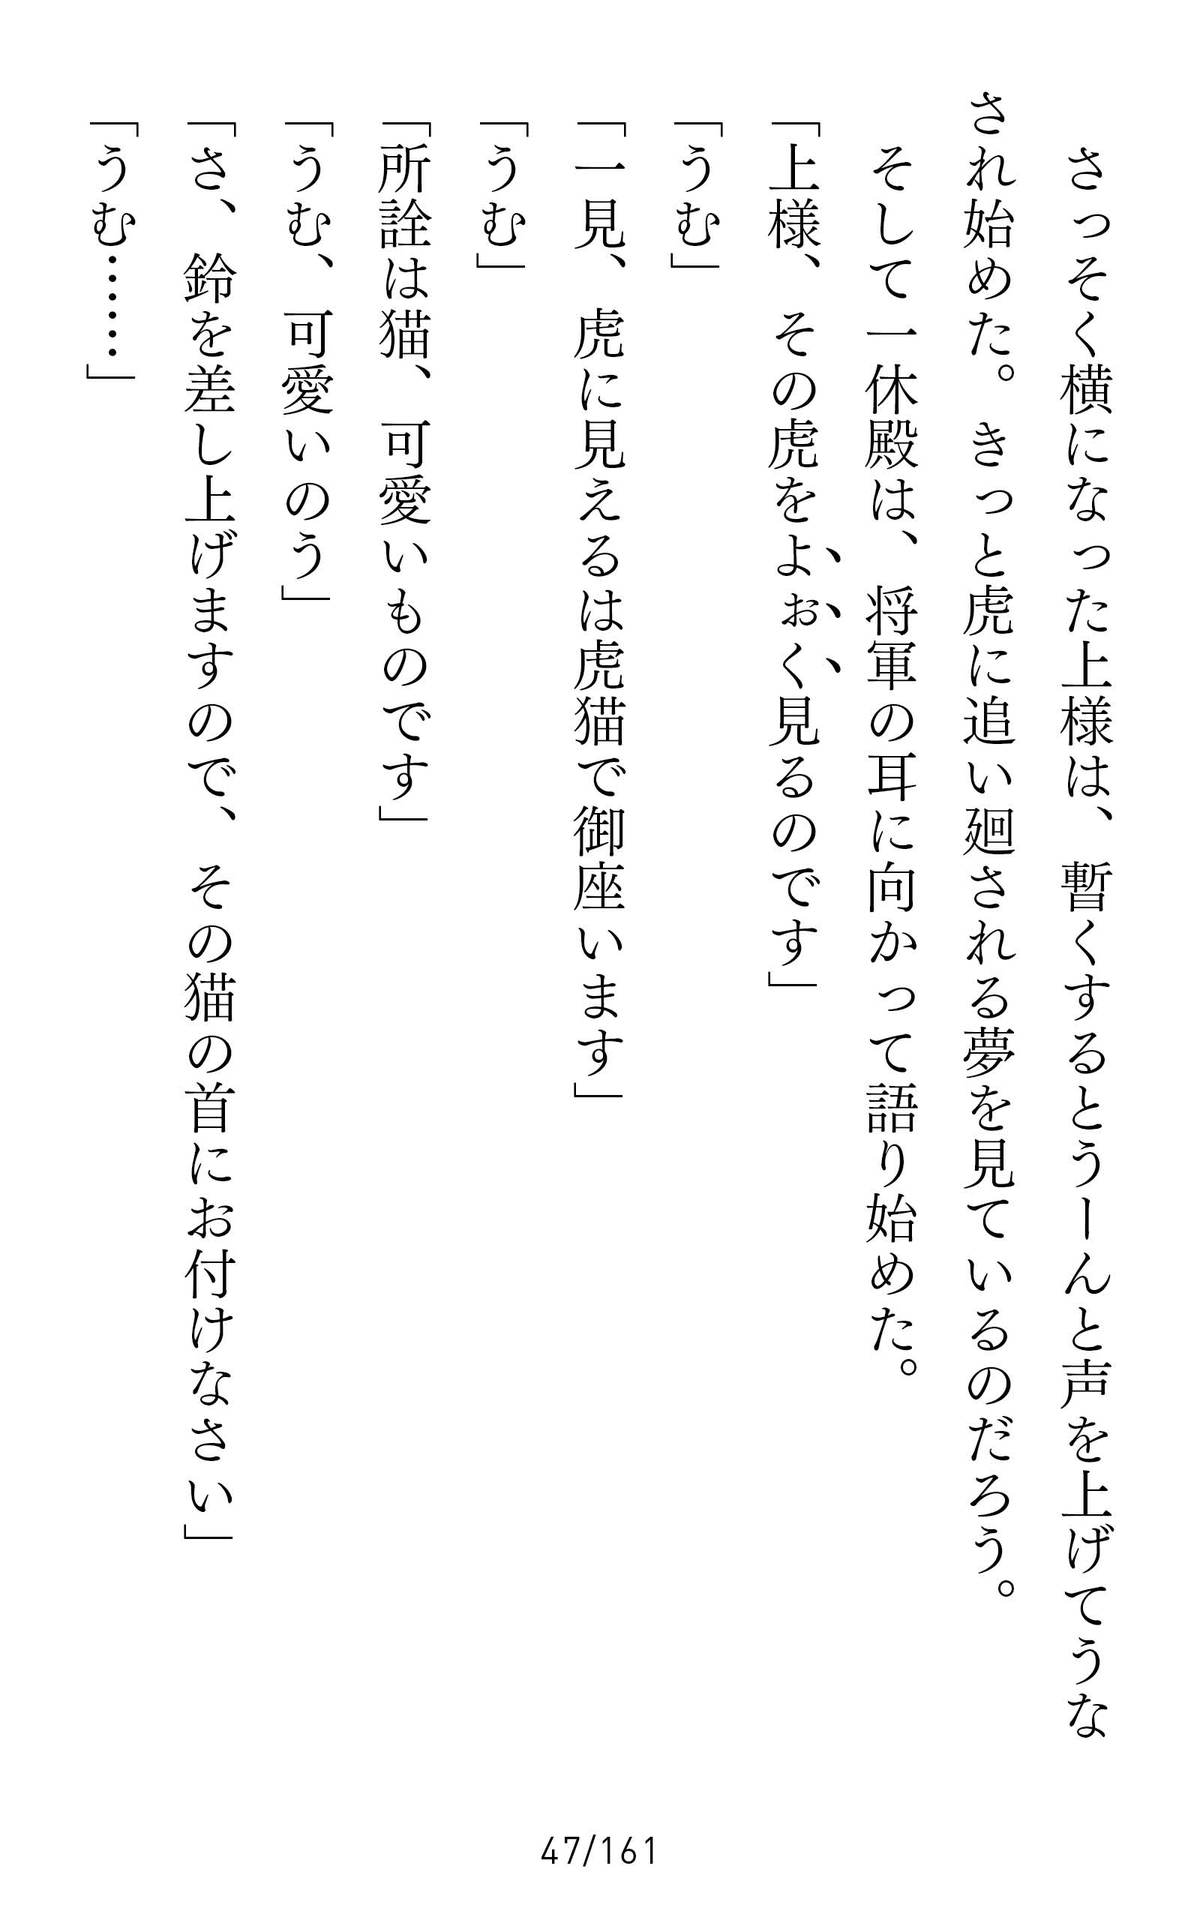 さっそく横になった上様は、暫くするとうーんと声を上げてうな
され始めた。きっと虎に追い廻される夢を見ているのだろう。
　そして一休殿は、将軍の耳に向かって語り始めた。
「上様、その虎をよぉく見るのです」
「うむ」
「一見、虎に見えるは虎猫で御座います」
「うむ」
「所詮は猫、可愛いものです」
「うむ、可愛いのう」
「さ、鈴を差し上げますので、その猫の首にお付けなさい」
「うむ……」
47/161